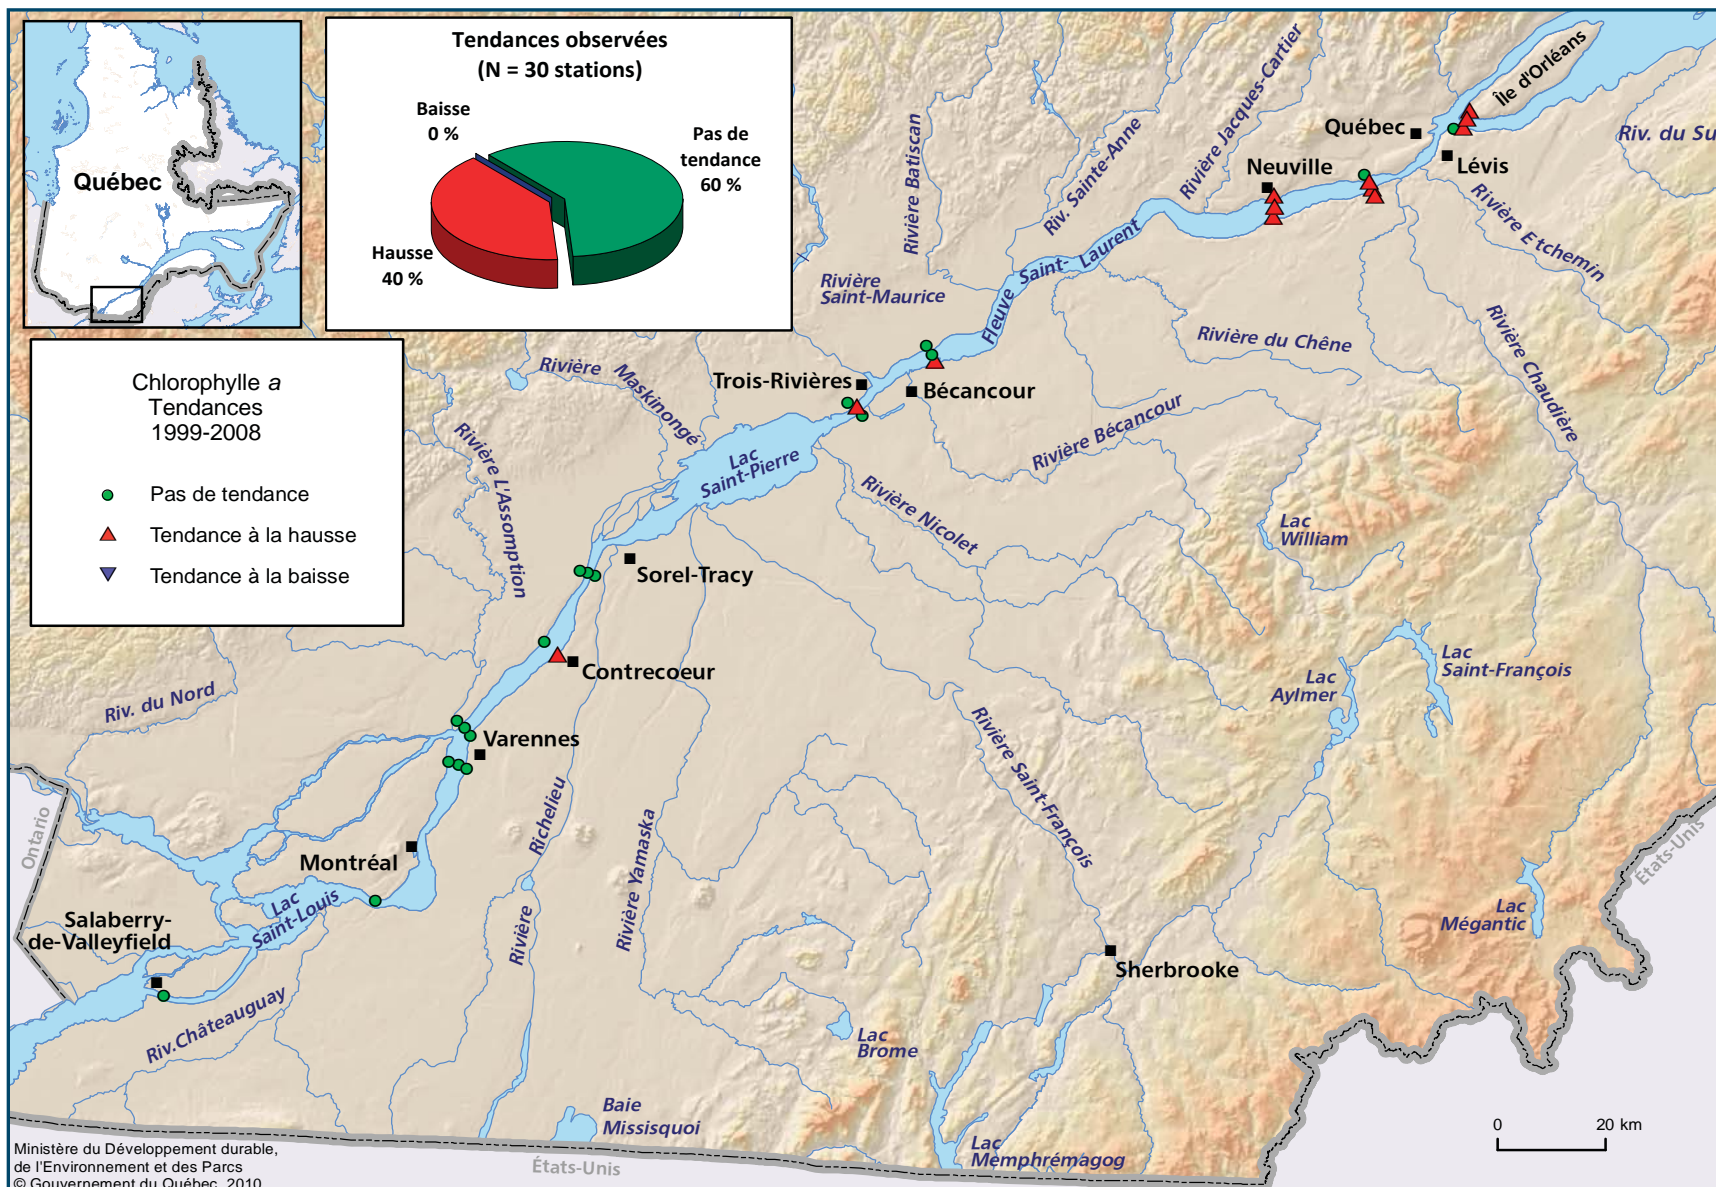 Québec
Tendances observées
(N = 30 stations)
Baisse
0 %
Pas de
tendance
60 %
Hausse
40 %
Chlorophylle a
Tendances
1999-2008
Pas de tendance
Tendance à la hausse
Tendance à la baisse
Île d'Orléans
Québec
Lévis
Riv. du Su
Neuville
Rivière Jacques-Cartier
Riv. Sainte-Anne
Rivière Batiscan
Rivière Etchemin
Rivière
Saint-Maurice
Fleuve Saint-Laurent
Rivière du Chêne
Rivière Chaudière
Rivière Maskinongé
Trois-Rivières
Bécancour
Rivière Bécancour
Rivière L'Assomption
Lac
Saint-Pierre
Rivière Nicolet
Lac
William
Sorel-Tracy
Contrecoeur
Lac
Saint-François
Lac
Aylmer
Riv. du Nord
Varennes
Rivière Saint-François
Rivière Richelieu
Rivière Yamaska
Ontario
Montréal
Lac
Saint-Louis
Salaberry-
de-Valleyfield
États-Unis
Lac
Mégantic
Sherbrooke
Riv.Châteauguay
Lac
Brome
Baie
Missisquoi
Lac
Memphrémagog
États-Unis
0 20 km
Ministère du Développement durable,
de l'Environnement et des Parcs
© Gouvernement du Québec, 2010